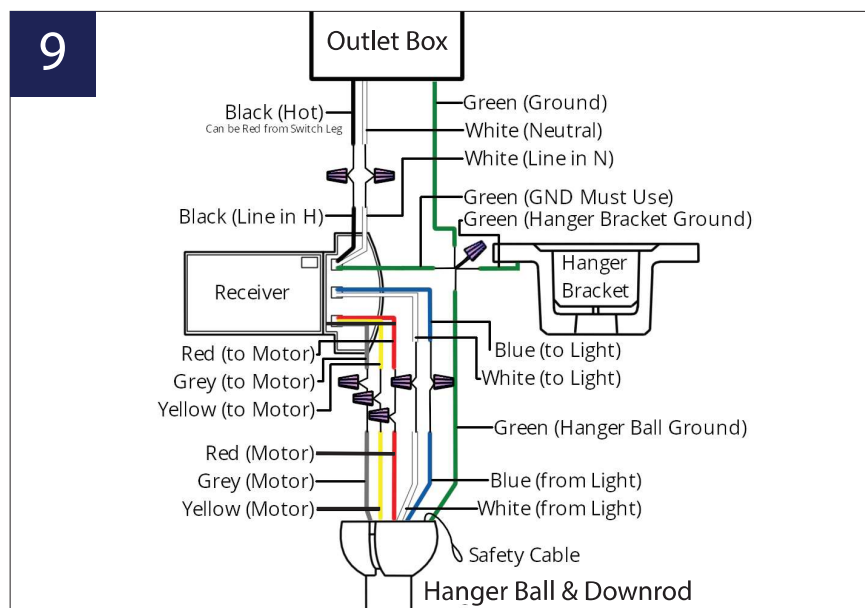 9
Outlet Box
Black (Hot)
Can be Red from Switch Leg
Green (Ground)
White (Neutral)
White (Line in N)
Green (GND Must Use)
Black (Line in H)
Green (Hanger Bracket Ground)
Receiver
Hanger
Bracket
Red (to Motor)
Grey (to Motor)
Yellow (to Motor)
Blue (to Light)
White (to Light)
Green (Hanger Ball Ground)
Red (Motor)
Grey (Motor)
Yellow (Motor)
Blue (from Light)
White (from Light)
Safety Cable
Hanger Ball & Downrod